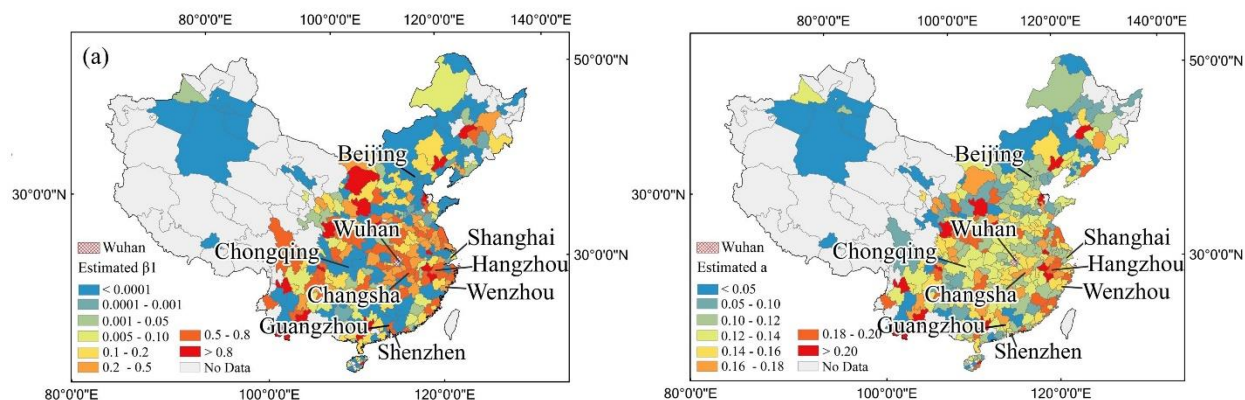 80°0'0"E 100°0'0"E 120°0'0"E 140°0'0"E
(a)
50°0'0"N
30°0'0"N
Beijing
Wuhan
Chongqing
Shanghai
Hangzhou
Changsha
Wenzhou
Guangzhou
Shenzhen
30°0'0"N
Wuhan
Estimated β1
< 0.0001
0.0001 - 0.001
0.001 - 0.05
0.005 - 0.10
0.1 - 0.2
0.2 - 0.5
0.5 - 0.8
> 0.8
No Data
80°0'0"E 100°0'0"E 120°0'0"E
80°0'0"E 100°0'0"E 120°0'0"E 140°0'0"E
50°0'0"N
30°0'0"N
Beijing
Wuhan
Chongqing
Shanghai
Hangzhou
Changsha
Wenzhou
Guangzhou
Shenzhen
30°0'0"N
Wuhan
Estimated a
< 0.05
0.05 - 0.10
0.10 - 0.12
0.12 - 0.14
0.14 - 0.16
0.16 - 0.18
0.18 - 0.20
> 0.20
No Data
80°0'0"E 100°0'0"E 120°0'0"E